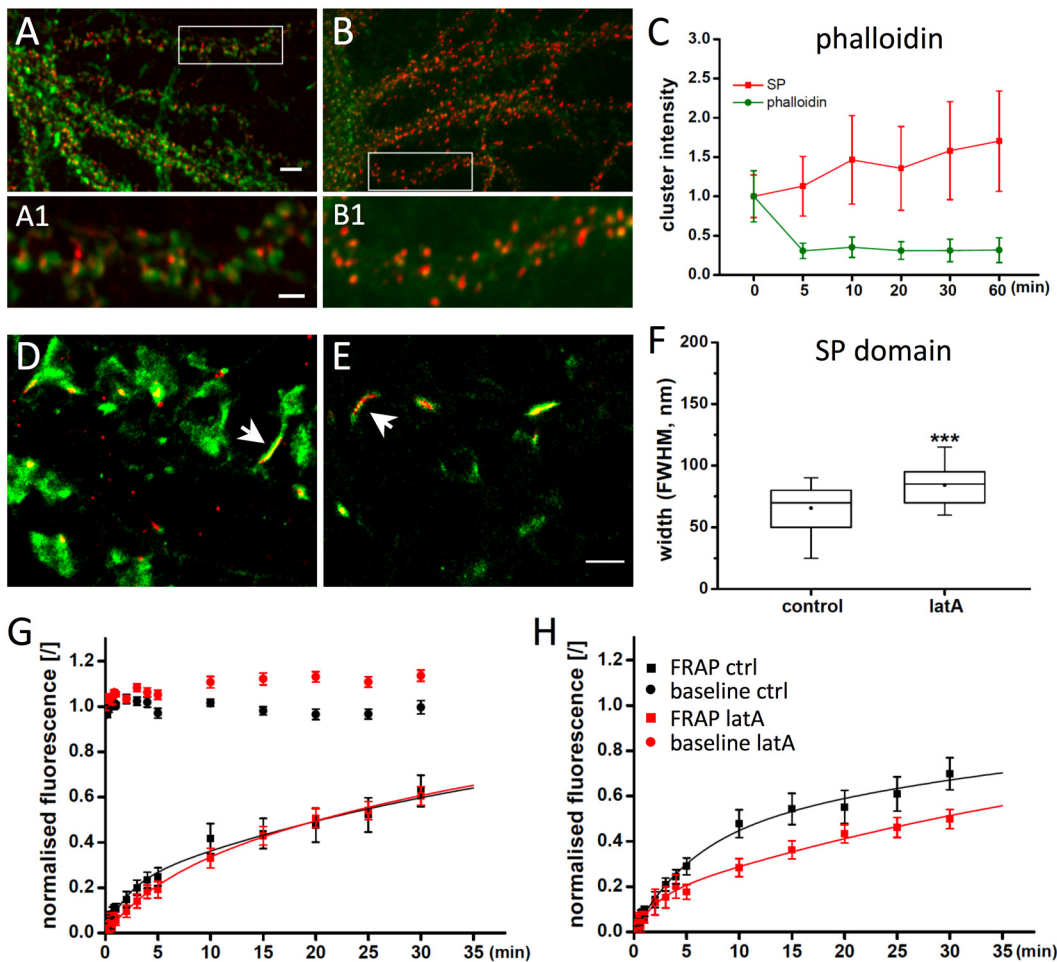 A
B
C
phalloidin
3.0
2.5
2.0
1.5
1.0
0.5
0.0
cluster intensity
SP
phalloidin
0 5 10 20 30 60 (min)
A1
B1
D
E
F
SP domain
200
150
100
50
0
width (FWHM, nm)
***
control latA
G
normalised fluorescence [/]
1.2
1.0
0.8
0.6
0.4
0.2
0.0
0 5 10 15 20 25 30 35 (min)
H
normalised fluorescence [/]
1.2
1.0
0.8
0.6
0.4
0.2
0.0
FRAP ctrl
baseline ctrl
FRAP latA
baseline latA
0 5 10 15 20 25 30 35 (min)